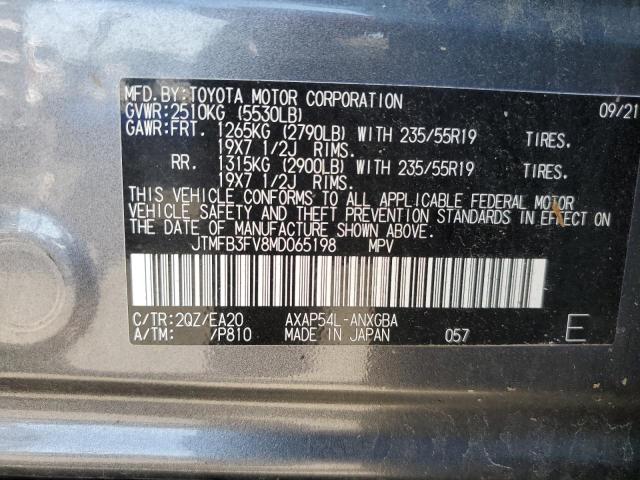 MFD.BY:TOYOTA MOTOR CORPORATION 09/21
GVWR:2510KG (5530LB)
GAWR:FRT. 1265KG (2790LB) WITH 235/55R19 TIRES.
19X7 1/2J RIMS.
RR. 1315KG (2900LB) WITH 235/55R19 TIRES.
19X7 1/2J RIMS.
THIS VEHICLE CONFORMS TO ALL APPLICABLE FEDERAL MOTOR
VEHICLE SAFETY AND THEFT PREVENTION STANDARDS IN EFFECT ON
THE DATE OF MANUFACTURE SHOWN ABOVE.
JTMFB3FV8MD065198 MPV
C/TR:2QZ/EA20 AXAP54L-ANXGBA
A/TM: /P810 MADE IN JAPAN 057 E